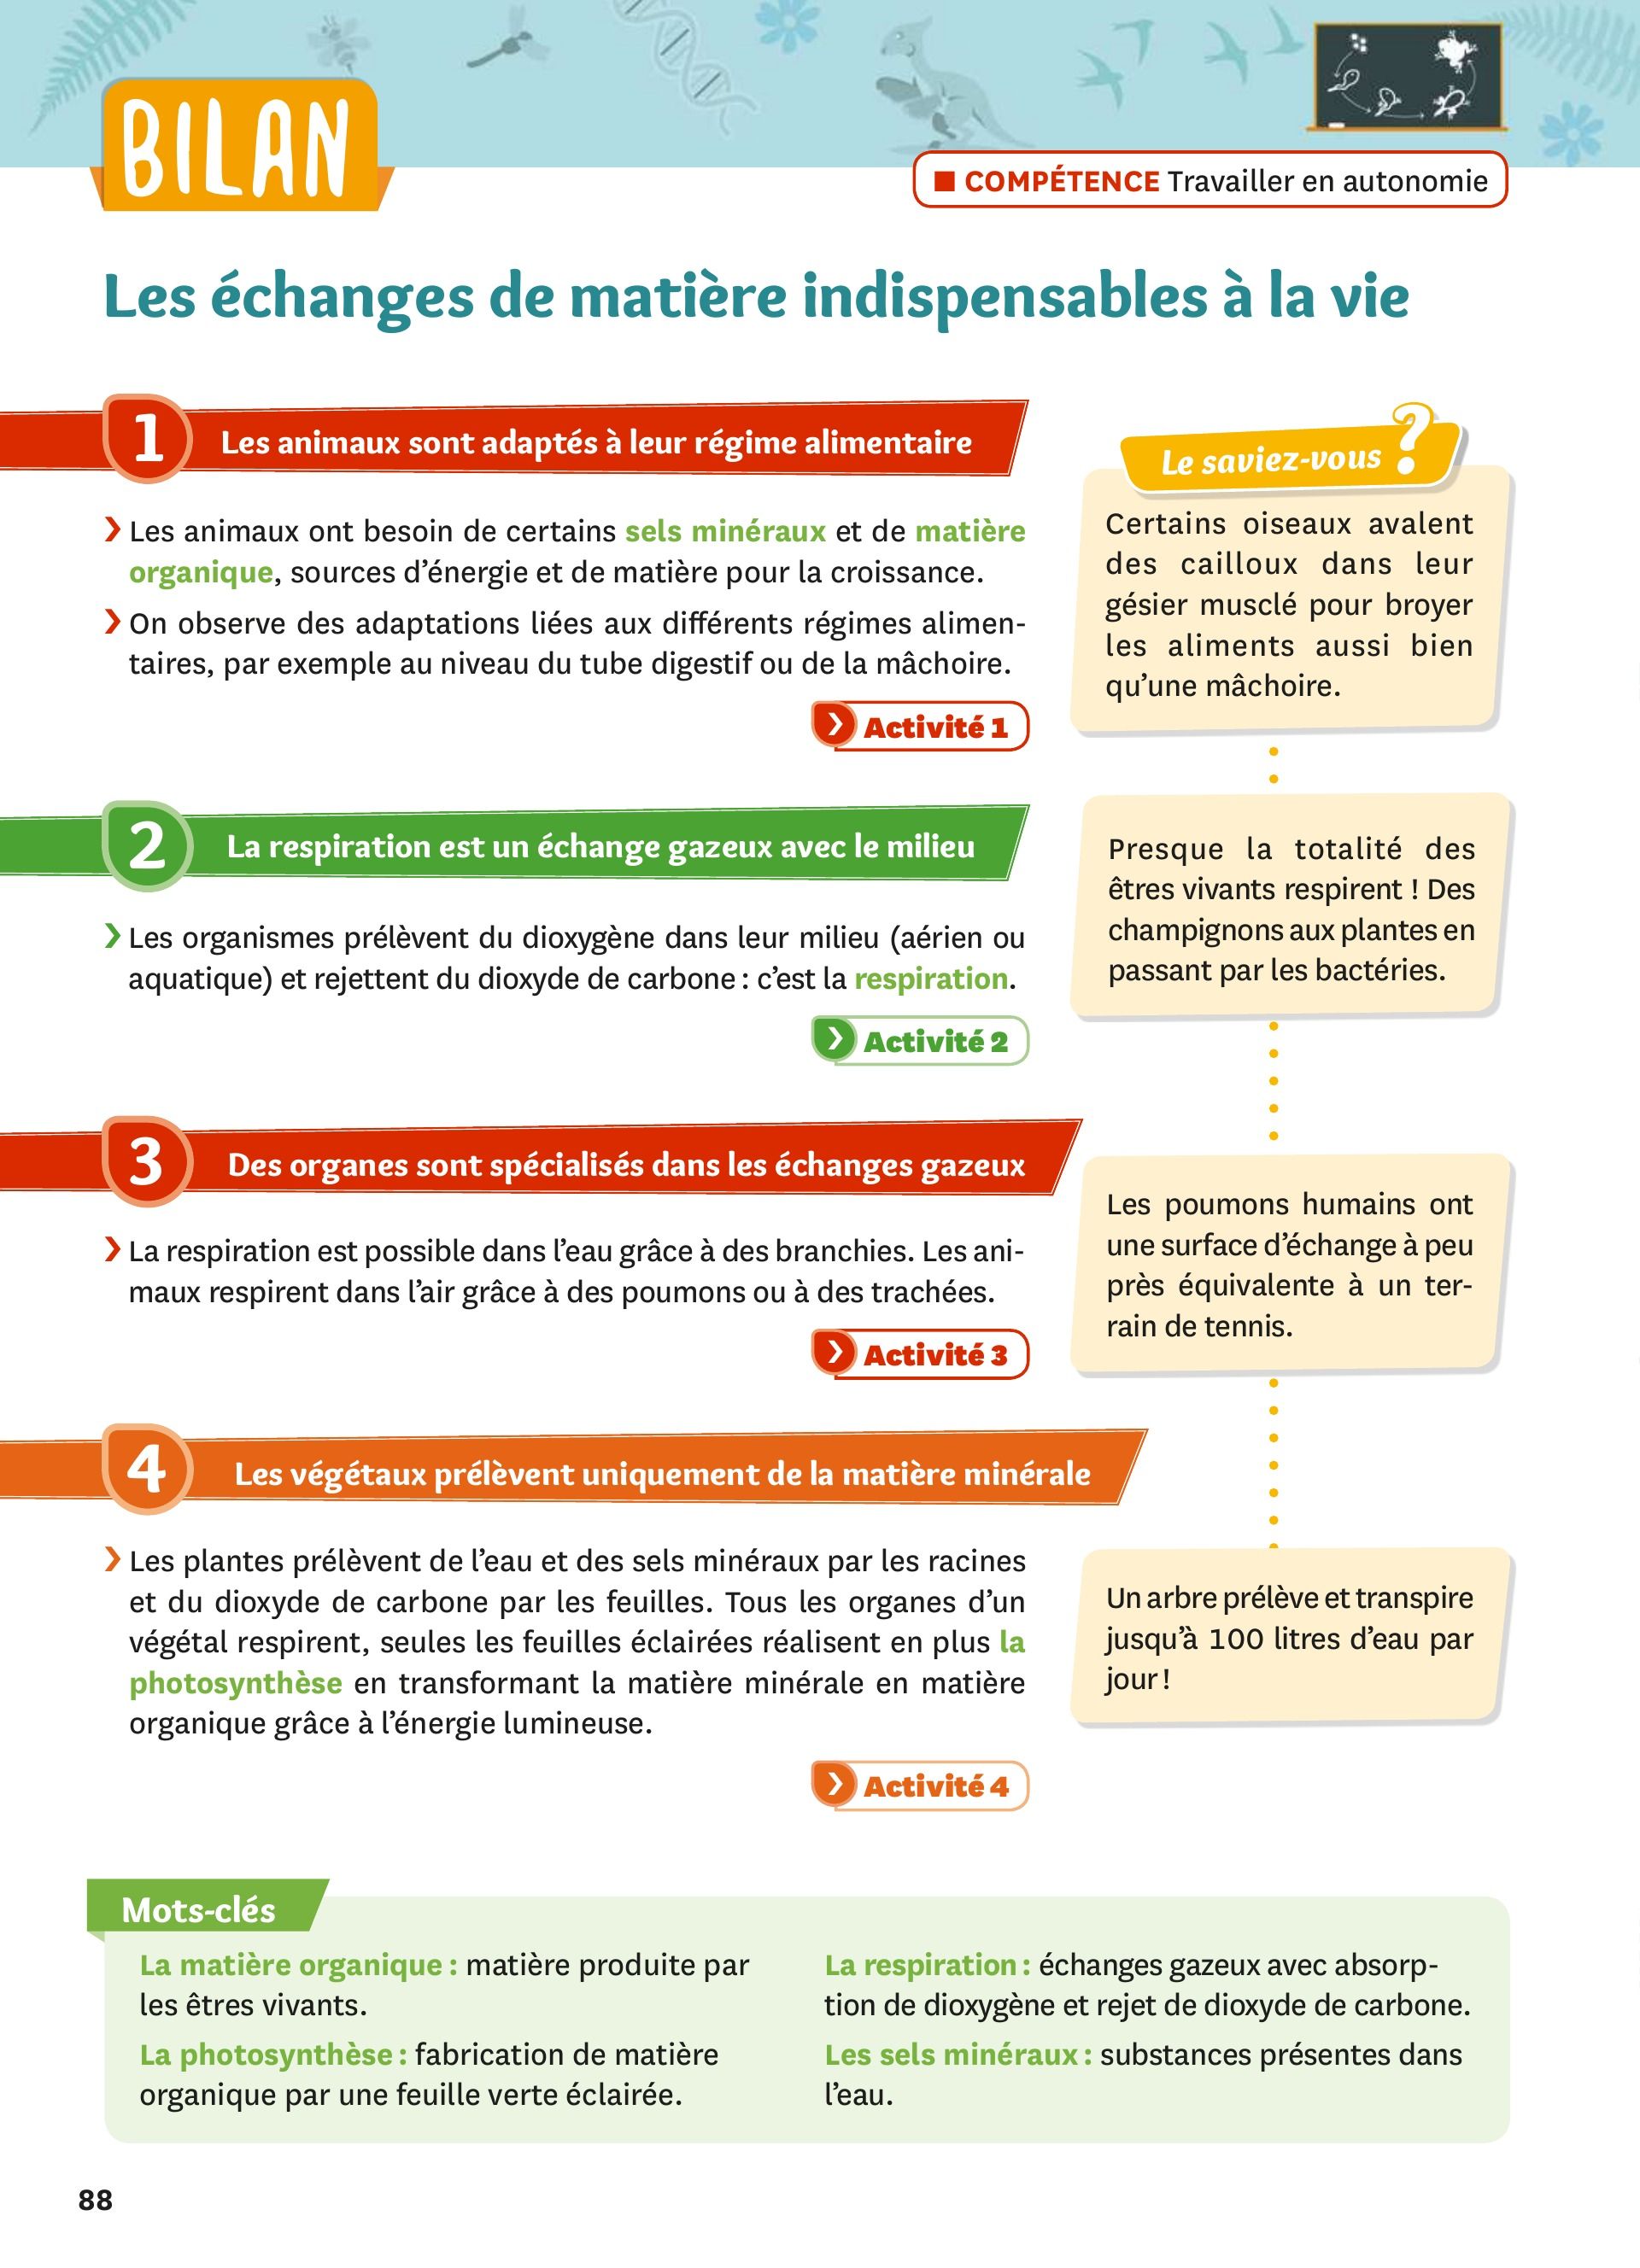 BILAN
■ COMPÉTENCE Travailler en autonomie
Les échanges de matière indispensables à la vie
1 Les animaux sont adaptés à leur régime alimentaire
❯ Les animaux ont besoin de certains sels minéraux et de matière
organique, sources d’énergie et de matière pour la croissance.
❯ On observe des adaptations liées aux différents régimes alimen-
taires, par exemple au niveau du tube digestif ou de la mâchoire.
❯ Activité 1
Le saviez-vous ?
Certains oiseaux avalent
des cailloux dans leur
gésier musclé pour broyer
les aliments aussi bien
qu’une mâchoire.
2 La respiration est un échange gazeux avec le milieu
❯ Les organismes prélèvent du dioxygène dans leur milieu (aérien ou
aquatique) et rejettent du dioxyde de carbone : c’est la respiration.
❯ Activité 2
Presque la totalité des
êtres vivants respirent ! Des
champignons aux plantes en
passant par les bactéries.
3 Des organes sont spécialisés dans les échanges gazeux
❯ La respiration est possible dans l’eau grâce à des branchies. Les ani-
maux respirent dans l’air grâce à des poumons ou à des trachées.
❯ Activité 3
Les poumons humains ont
une surface d’échange à peu
près équivalente à un ter-
rain de tennis.
4 Les végétaux prélèvent uniquement de la matière minérale
❯ Les plantes prélèvent de l’eau et des sels minéraux par les racines
et du dioxyde de carbone par les feuilles. Tous les organes d’un
végétal respirent, seules les feuilles éclairées réalisent en plus la
photosynthèse en transformant la matière minérale en matière
organique grâce à l’énergie lumineuse.
❯ Activité 4
Un arbre prélève et transpire
jusqu’à 100 litres d’eau par
jour !
Mots-clés
La matière organique : matière produite par
les êtres vivants.
La photosynthèse : fabrication de matière
organique par une feuille verte éclairée.
La respiration : échanges gazeux avec absorp-
tion de dioxygène et rejet de dioxyde de carbone.
Les sels minéraux : substances présentes dans
l’eau.
88